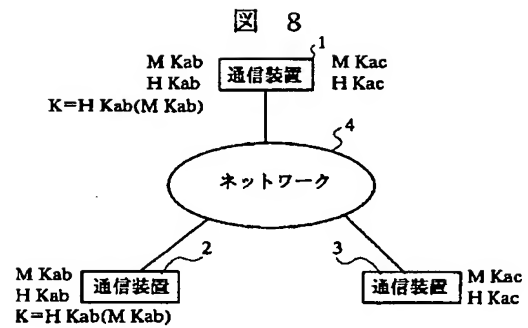 図 8
1
M Kab
H Kab
K=H Kab(M Kab)
通信装置
M Kac
H Kac
4
ネットワーク
2
M Kab
H Kab
K=H Kab(M Kab)
通信装置
3
通信装置
M Kac
H Kac